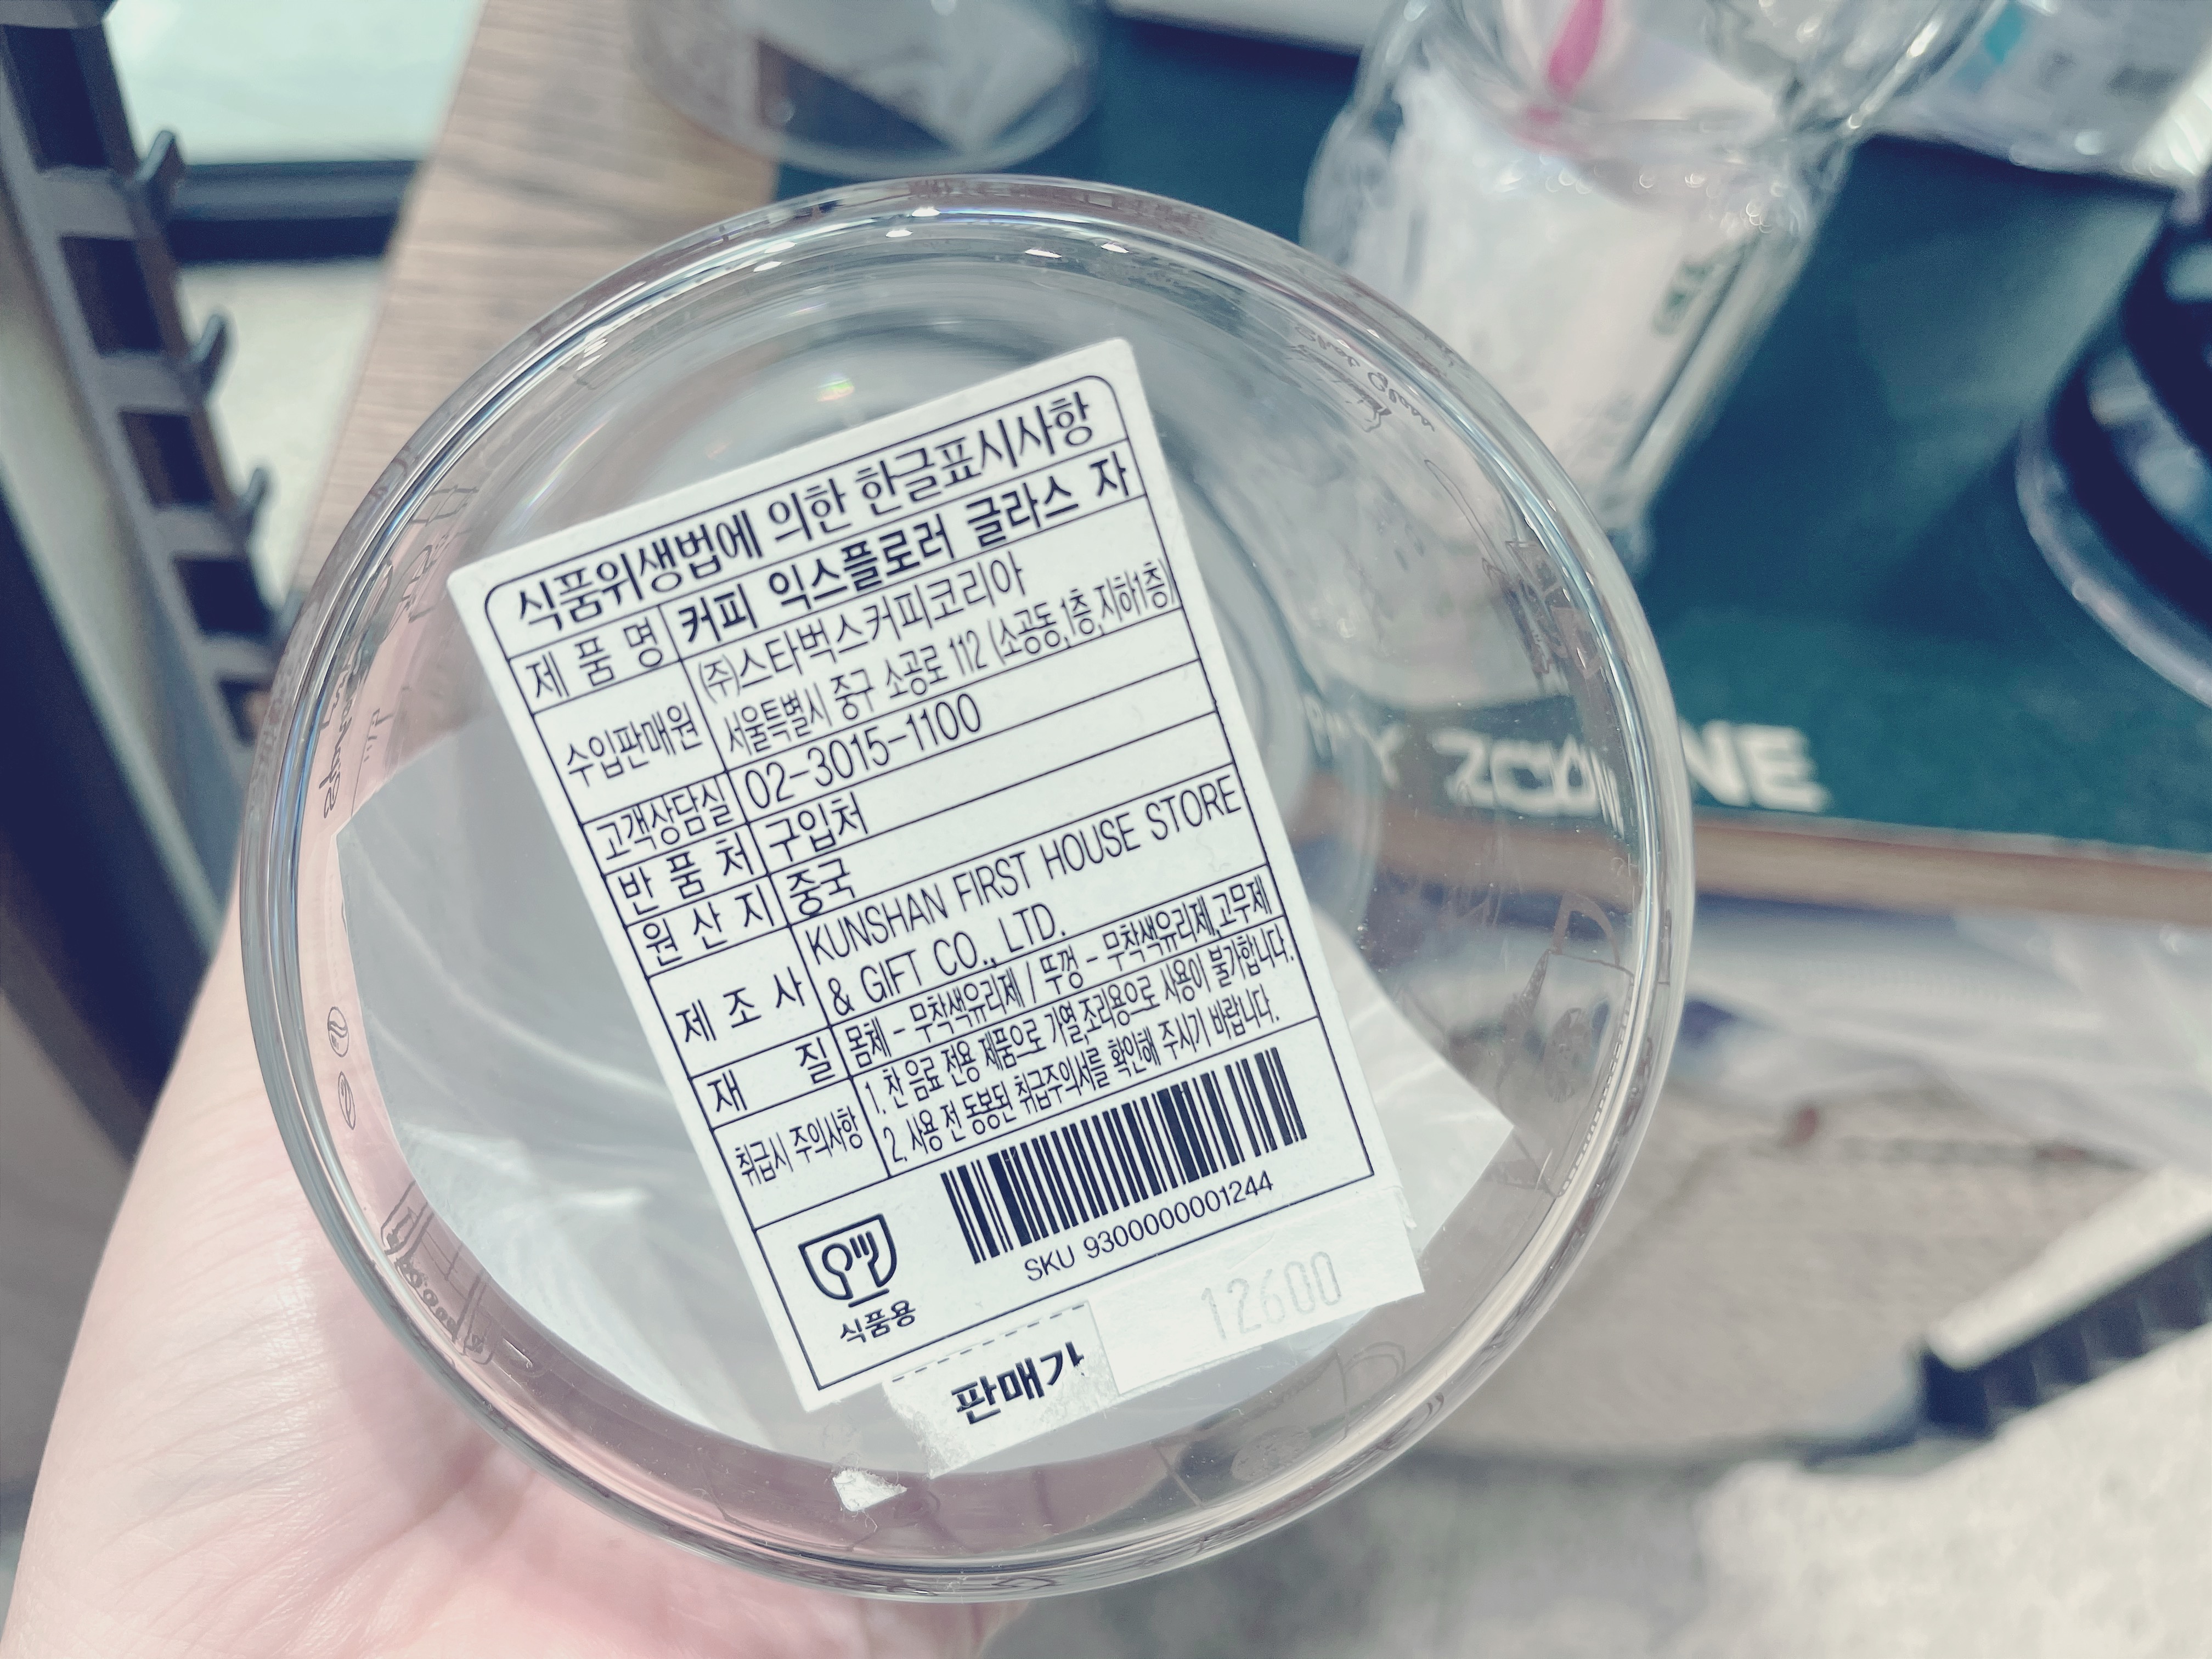 식품위생법에 의한 한글표시사항
제 품 명 커피 익스플로러 글라스 자
수입판매원 (주)스타벅스커피코리아
서울특별시 중구 소공로 112 (소공동,1층,지하1층)
고객상담실 02-3015-1100
반 품 처 구입처
원 산 지 중국
제 조 사 KUNSHAN FIRST HOUSE STORE
& GIFT CO., LTD.
재 질 몸체 - 무착색유리제 / 뚜껑 - 무착색유리제,고무제
취급시 주의사항 1. 찬 음료 전용 제품으로 가열,조리용으로 사용이 불가합니다.
2. 사용 전 동봉된 취급주의서를 확인해 주시기 바랍니다.
SKU 9300000001244
식품용
판매가 12600